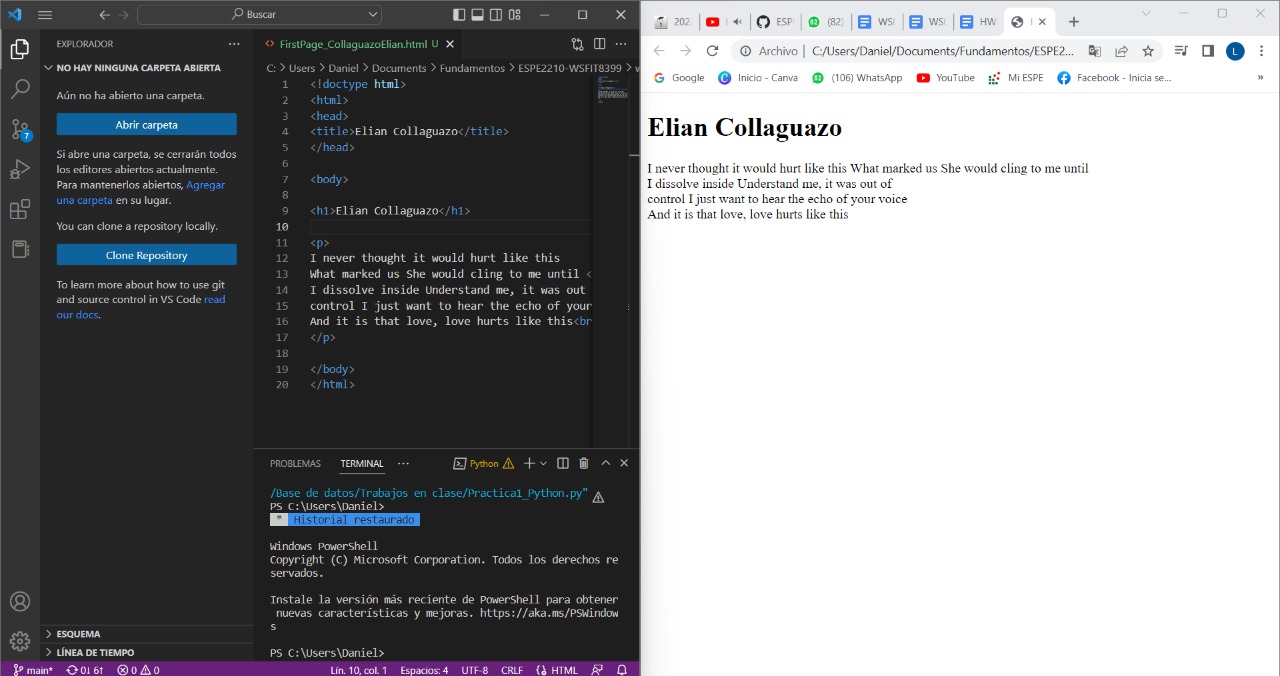 Buscar
EXPLORADOR
NO HAY NINGUNA CARPETA ABIERTA
Aún no ha abierto una carpeta.
Abrir carpeta
Si abre una carpeta, se cerrarán todos
los editores abiertos actualmente.
Para mantenerlos abiertos, Agregar
una carpeta en su lugar.
You can clone a repository locally.
Clone Repository
To learn more about how to use git
and source control in VS Code read
our docs.
7
ESQUEMA
LÍNEA DE TIEMPO
FirstPage_CollaguazoElian.html U
C: > Users > Daniel > Documents > Fundamentos > ESPE2210-WSFIT8399 >
1 <!doctype html>
2 <html>
3 <head>
4 <title>Elian Collaguazo</title>
5 </head>
6
7 <body>
8
9 <h1>Elian Collaguazo</h1>
10
11 <p>
12 I never thought it would hurt like this
13 What marked us She would cling to me until <
14 I dissolve inside Understand me, it was out
15 control I just want to hear the echo of your
16 And it is that love, love hurts like this<br
17 </p>
18
19 </body>
20 </html>
PROBLEMAS TERMINAL Python
/Base de datos/Trabajos en clase/Practica1_Python.py"
PS C:\Users\Daniel>
* Historial restaurado
Windows PowerShell
Copyright (C) Microsoft Corporation. Todos los derechos re
servados.
Instale la versión más reciente de PowerShell para obtener
nuevas características y mejoras. https://aka.ms/PSWindow
s
PS C:\Users\Daniel>
main* 0↓ 6↑ 0 0 Lín. 10, col. 1 Espacios: 4 UTF-8 CRLF HTML
202 ESP (82) WSC WSC HW
Archivo | C:/Users/Daniel/Documents/Fundamentos/ESPE2... L
Google Inicio - Canva (106) WhatsApp YouTube Mi ESPE Facebook - Inicia se... »
Elian Collaguazo
I never thought it would hurt like this What marked us She would cling to me until
I dissolve inside Understand me, it was out of
control I just want to hear the echo of your voice
And it is that love, love hurts like this